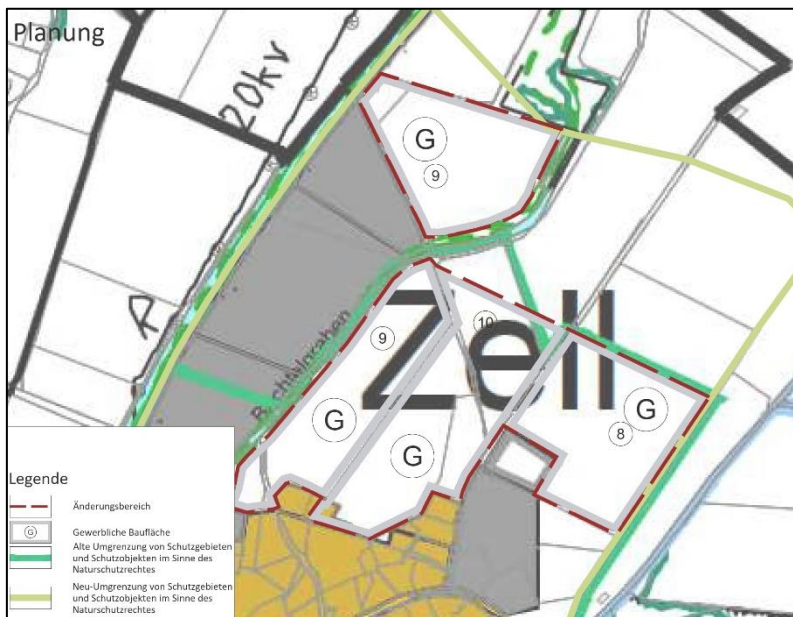 Planung
20kV
G
9
Zell
9
10
G
G
8
G
Legende
Änderungsbereich
G
Gewerbliche Baufläche
Alte Umgrenzung von Schutzgebieten
und Schutzobjekten im Sinne des
Naturschutzrechtes
Neu-Umgrenzung von Schutzgebieten
und Schutzobjekten im Sinne des
Naturschutzrechtes